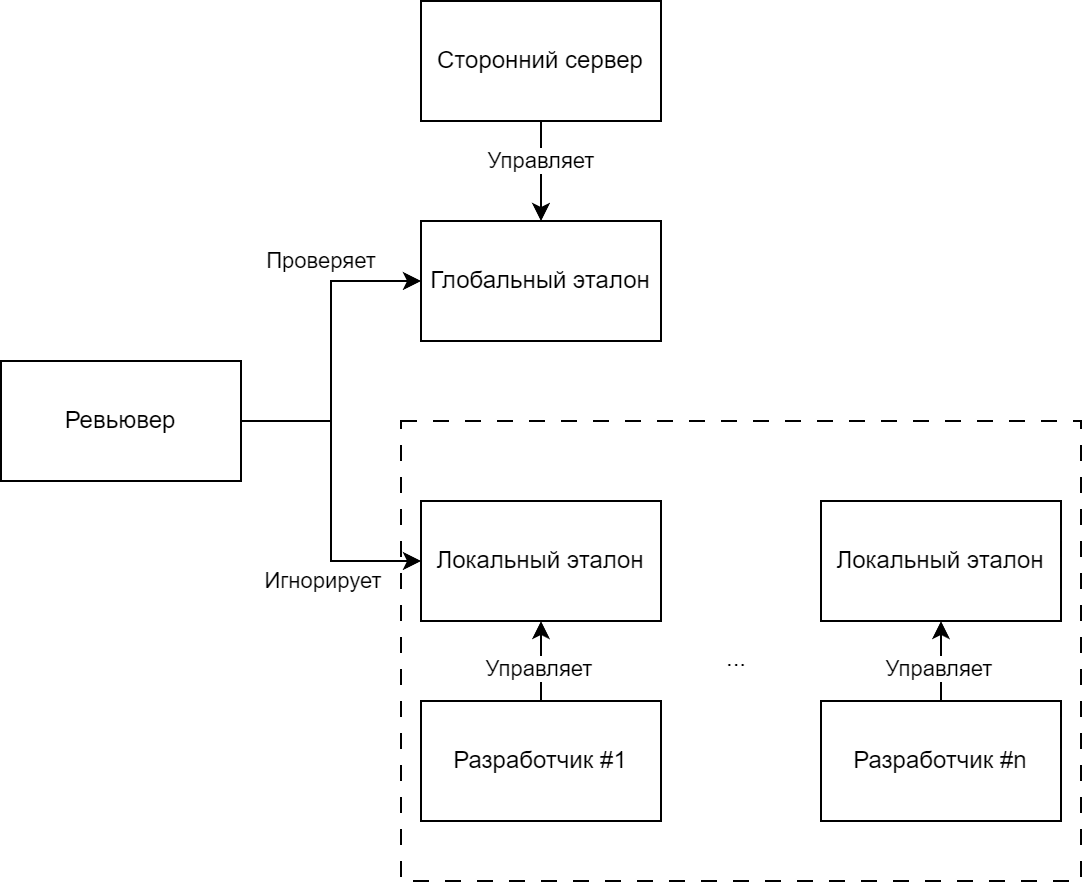 Сторонний сервер
Управляет
Проверяет
Глобальный эталон
Ревьювер
Игнорирует
Локальный эталон
Локальный эталон
Управляет
...
Управляет
Разработчик #1
Разработчик #n